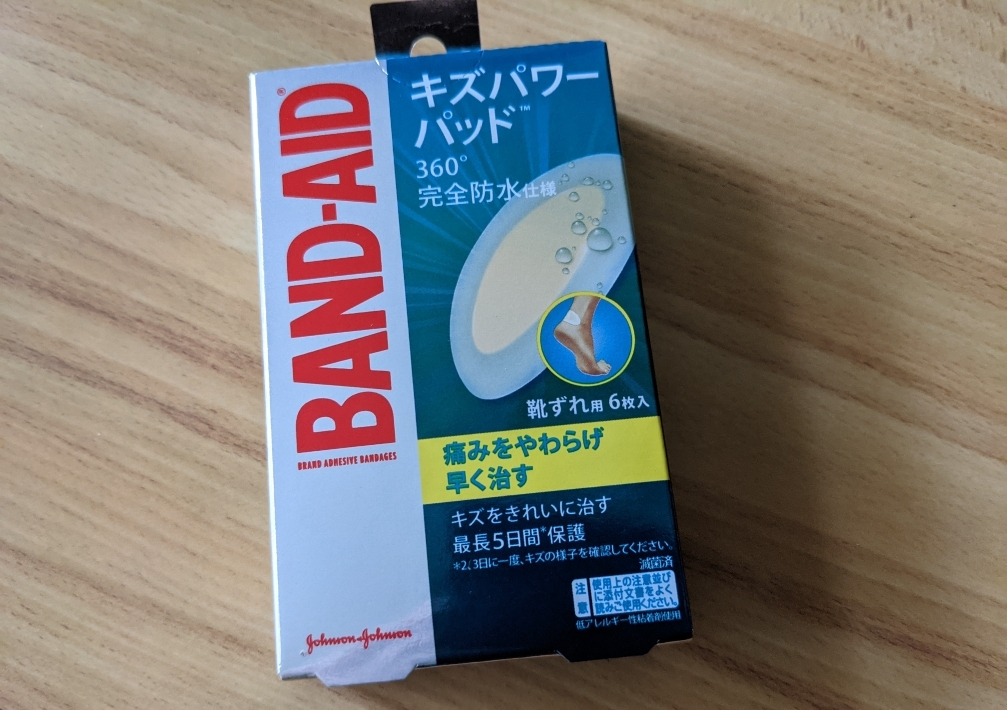 BAND-AID®
BRAND ADHESIVE BANDAGES
Johnson & Johnson
キズパワー
パッド™
360°
完全防水仕様
靴ずれ用 6枚入
痛みをやわらげ
早く治す
キズをきれいに治す
最長5日間*保護
*2、3日に一度、キズの様子を確認してください。
滅菌済
注意
使用上の注意並び
に添付文書をよく
読みご使用ください。
低アレルギー性粘着剤使用